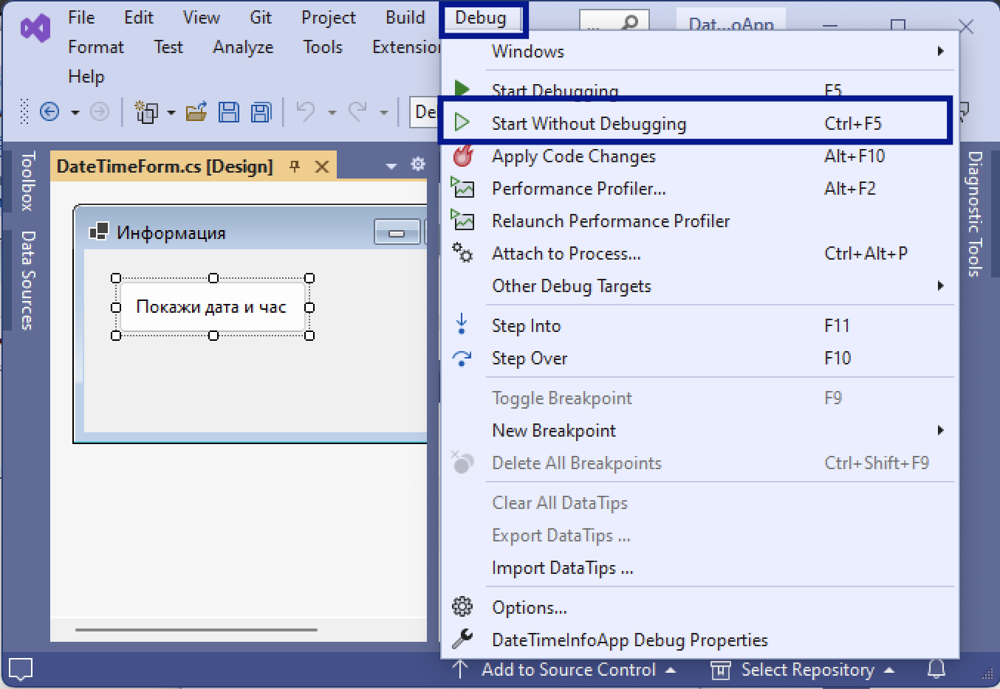 File Edit View Git Project Build Debug ... Dat...oApp
Format Test Analyze Tools
Help
Windows
Start Debugging F5
Start Without Debugging Ctrl+F5
Apply Code Changes Alt+F10
Performance Profiler... Alt+F2
Relaunch Performance Profiler
Attach to Process... Ctrl+Alt+P
Other Debug Targets
Step Into F11
Step Over F10
Toggle Breakpoint F9
New Breakpoint
Delete All Breakpoints Ctrl+Shift+F9
Clear All DataTips
Export DataTips ...
Import DataTips ...
Options...
DateTimeInfoApp Debug Properties
Toolbox
Data Sources
DateTimeForm.cs [Design]
Информация
Покажи дата и час
Diagnostic Tools
Add to Source Control
Select Repository